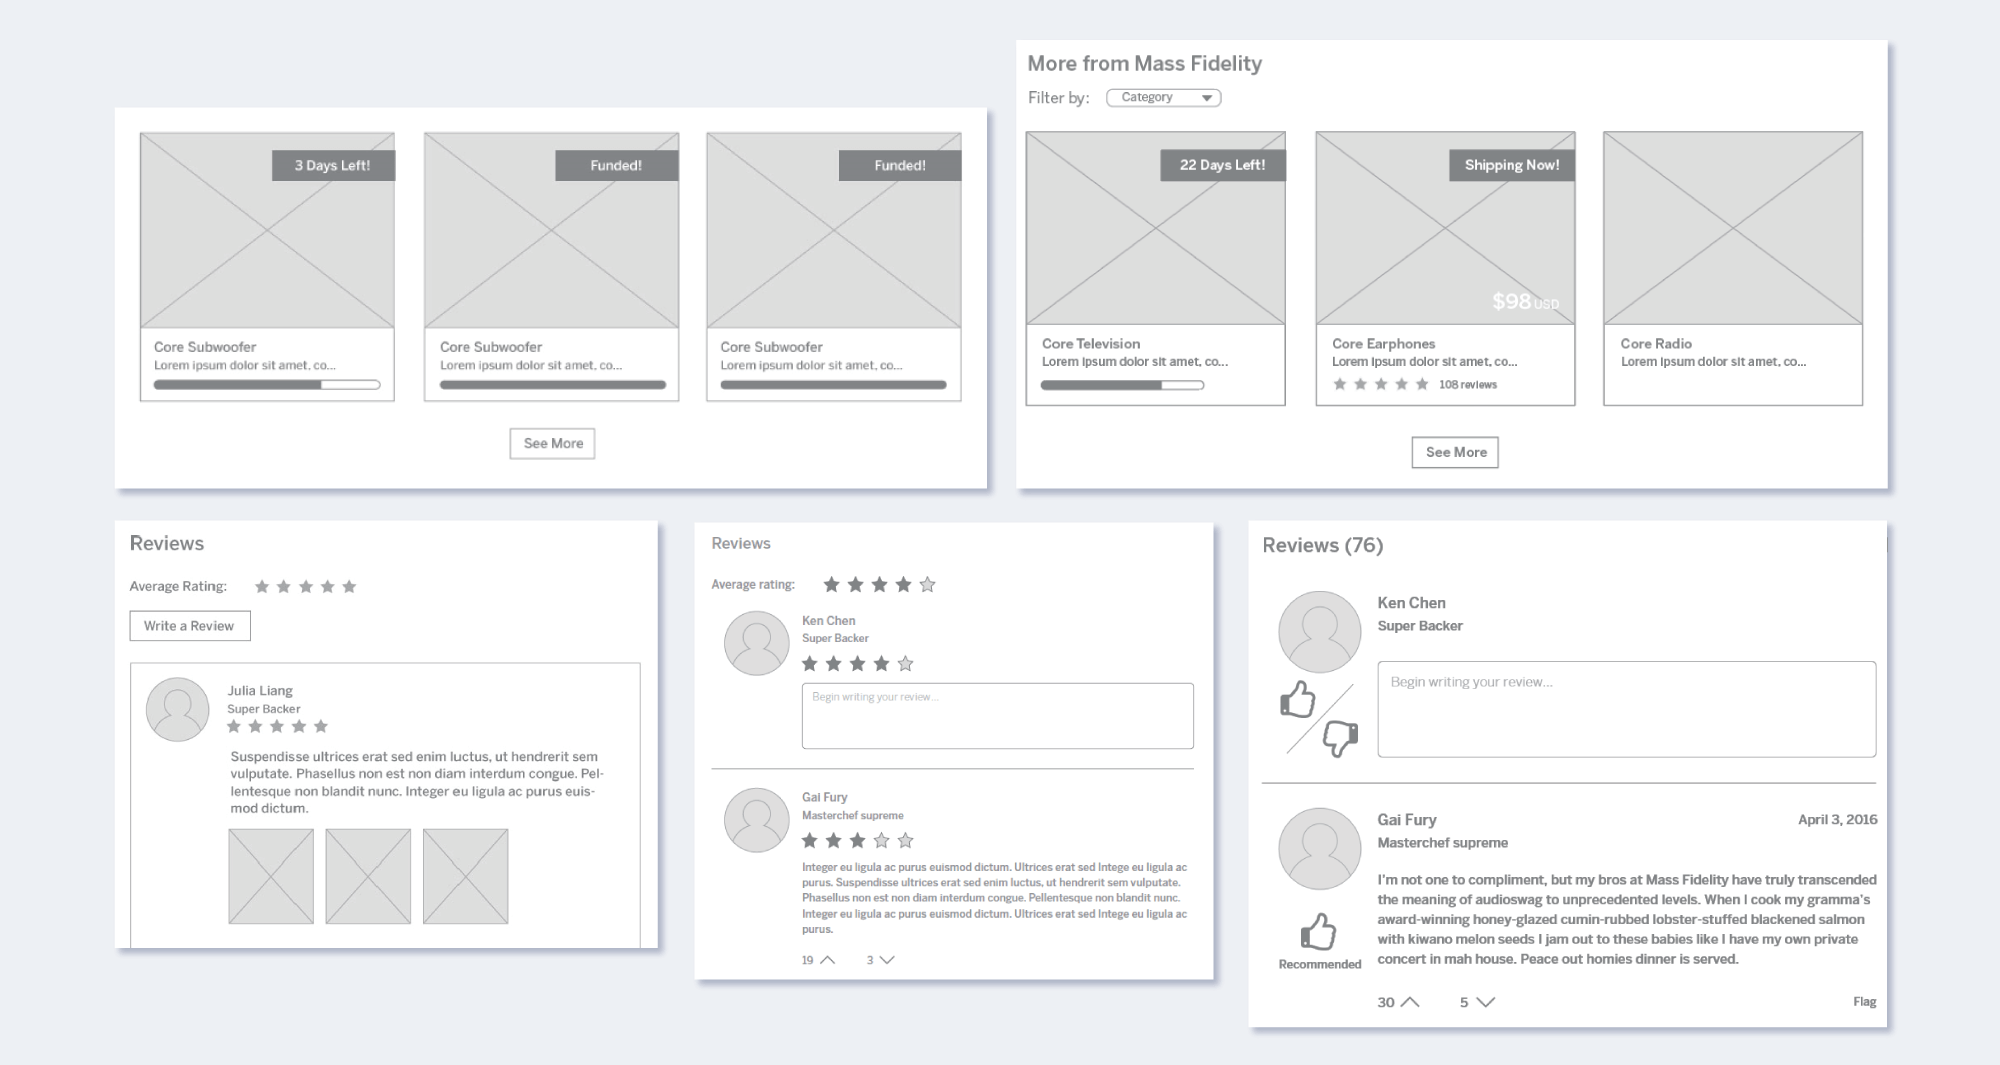 3 Days Left!
Funded!
Funded!
Core Subwoofer
Lorem ipsum dolor sit amet, co...
Core Subwoofer
Lorem ipsum dolor sit amet, co...
Core Subwoofer
Lorem ipsum dolor sit amet, co...
See More
More from Mass Fidelity
Filter by:
Category
22 Days Left!
Shipping Now!
$98 USD
Core Television
Lorem ipsum dolor sit amet, co...
Core Earphones
Lorem ipsum dolor sit amet, co...
108 reviews
Core Radio
Lorem ipsum dolor sit amet, co...
See More
Reviews
Average Rating:
Write a Review
Julia Liang
Super Backer
Suspendisse ultrices erat sed enim luctus, ut hendrerit sem
vulputate. Phasellus non est non diam interdum congue. Pel-
lentesque non blandit nunc. Integer eu ligula ac purus euis-
mod dictum.
Reviews
Average rating:
Ken Chen
Super Backer
Begin writing your review...
Gai Fury
Masterchef supreme
Integer eu ligula ac purus euismod dictum. Ultrices erat sed Intege eu ligula ac
purus. Suspendisse ultrices erat sed enim luctus, ut hendrerit sem vulputate.
Phasellus non est non diam interdum congue. Pellentesque non blandit nunc.
Integer eu ligula ac purus euismod dictum. Ultrices erat sed Intege eu ligula ac
purus.
19
3
Reviews (76)
Ken Chen
Super Backer
Begin writing your review...
Gai Fury
April 3, 2016
Masterchef supreme
I'm not one to compliment, but my bros at Mass Fidelity have truly transcended
the meaning of audioswag to unprecedented levels. When I cook my gramma's
award-winning honey-glazed cumin-rubbed lobster-stuffed blackened salmon
with kiwano melon seeds I jam out to these babies like I have my own private
concert in mah house. Peace out homies dinner is served.
Recommended
30
5
Flag